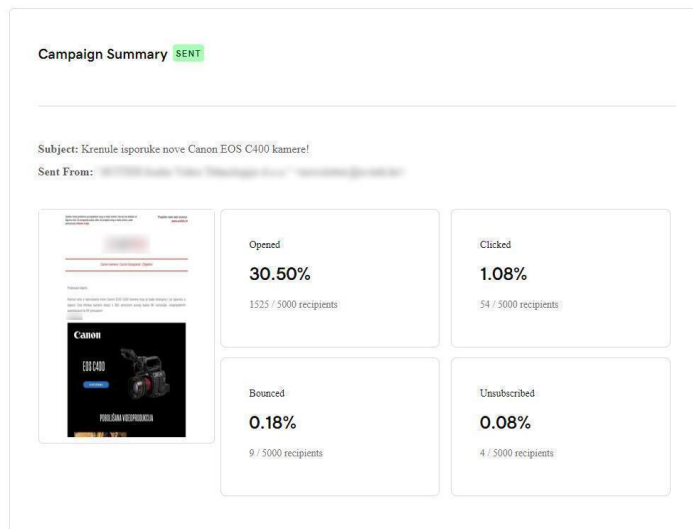 Campaign Summary SENT
Subject: Krenule isporuke nove Canon EOS C400 kamere!
Sent From:
Opened
30.50%
1525 / 5000 recipients
Clicked
1.08%
54 / 5000 recipients
Canon
EOS C400
POBOLJŠANA VIDEOPRODUKCIJA
Bounced
0.18%
9 / 5000 recipients
Unsubscribed
0.08%
4 / 5000 recipients